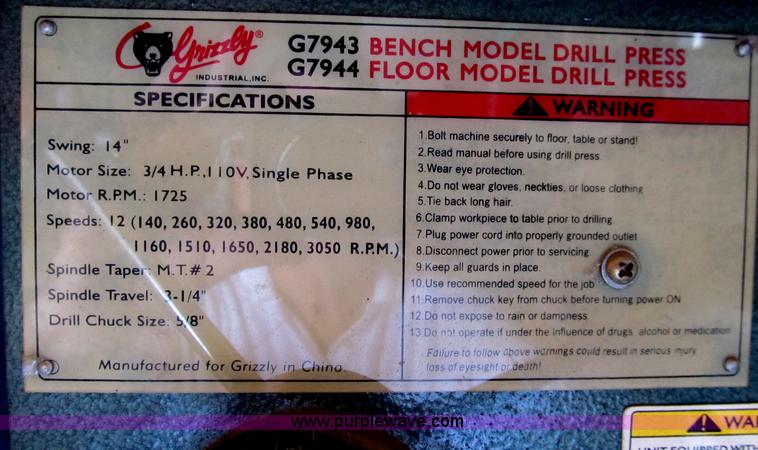 Grizzly®
INDUSTRIAL, INC.
G7943 BENCH MODEL DRILL PRESS
G7944 FLOOR MODEL DRILL PRESS
SPECIFICATIONS
Swing: 14"
Motor Size: 3/4 H.P., 110V, Single Phase
Motor R.P.M.: 1725
Speeds: 12 (140, 260, 320, 380, 480, 540, 980,
1160, 1510, 1650, 2180, 3050 R.P.M.)
Spindle Taper: M.T. # 2
Spindle Travel: 3-1/4"
Drill Chuck Size: 5/8"
Manufactured for Grizzly in China.
WARNING
1.Bolt machine securely to floor, table or stand!
2.Read manual before using drill press
3.Wear eye protection.
4.Do not wear gloves, neckties, or loose clothing
5.Tie back long hair.
6.Clamp workpiece to table prior to drilling
7.Plug power cord into properly grounded outlet
8.Disconnect power prior to servicing
9.Keep all guards in place.
10.Use recommended speed for the job
11.Remove chuck key from chuck before turning power ON
12.Do not expose to rain or dampness
13.Do not operate if under the influence of drugs, alcohol or medication
Failure to follow above warnings could result in serious injury
loss of eyesight or death!
www.purplewave.com
WA
UNIT EQUIPPED WITH